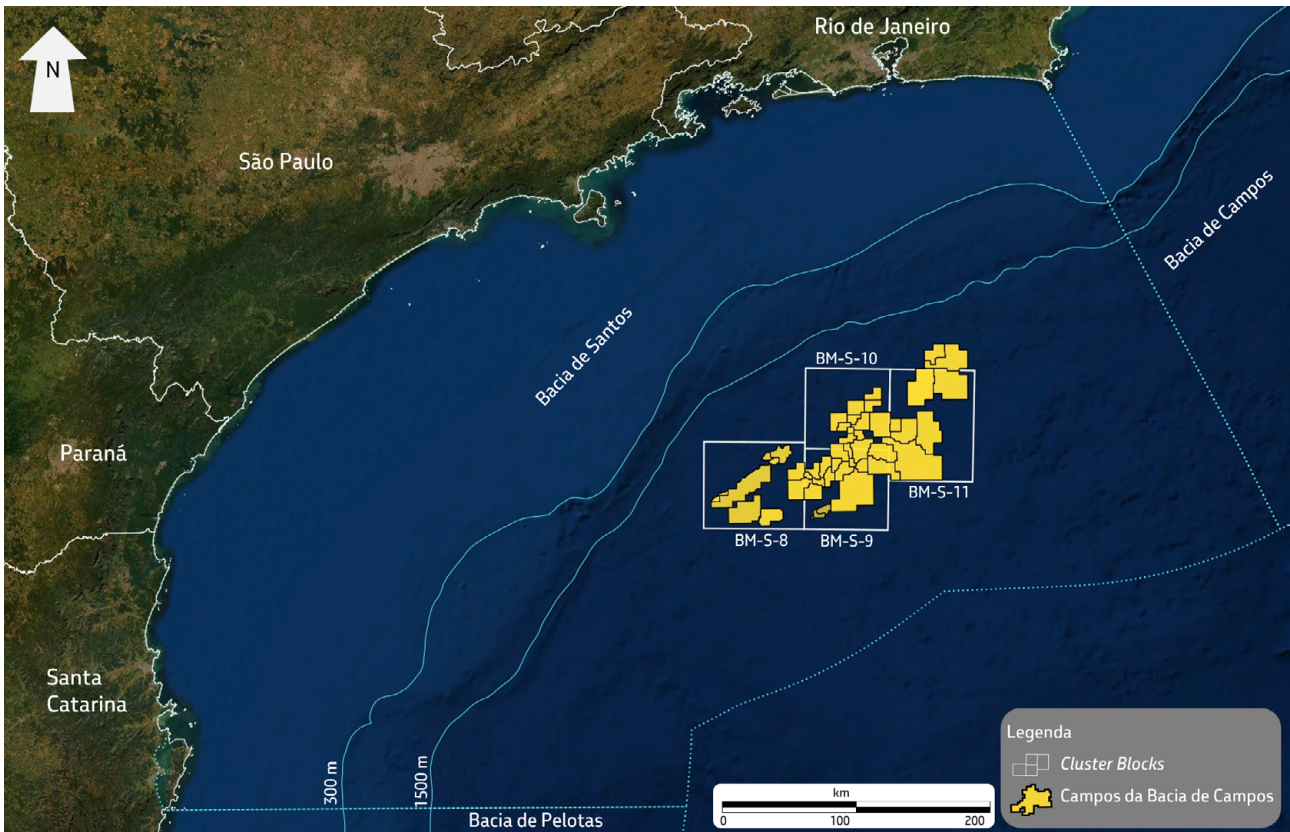 N
Rio de Janeiro
São Paulo
Bacia de Campos
Bacia de Santos
BM-S-10
Paraná
BM-S-11
BM-S-8
BM-S-9
Santa
Catarina
300 m
1500 m
Bacia de Pelotas
km
0 100 200
Legenda
Cluster Blocks
Campos da Bacia de Campos